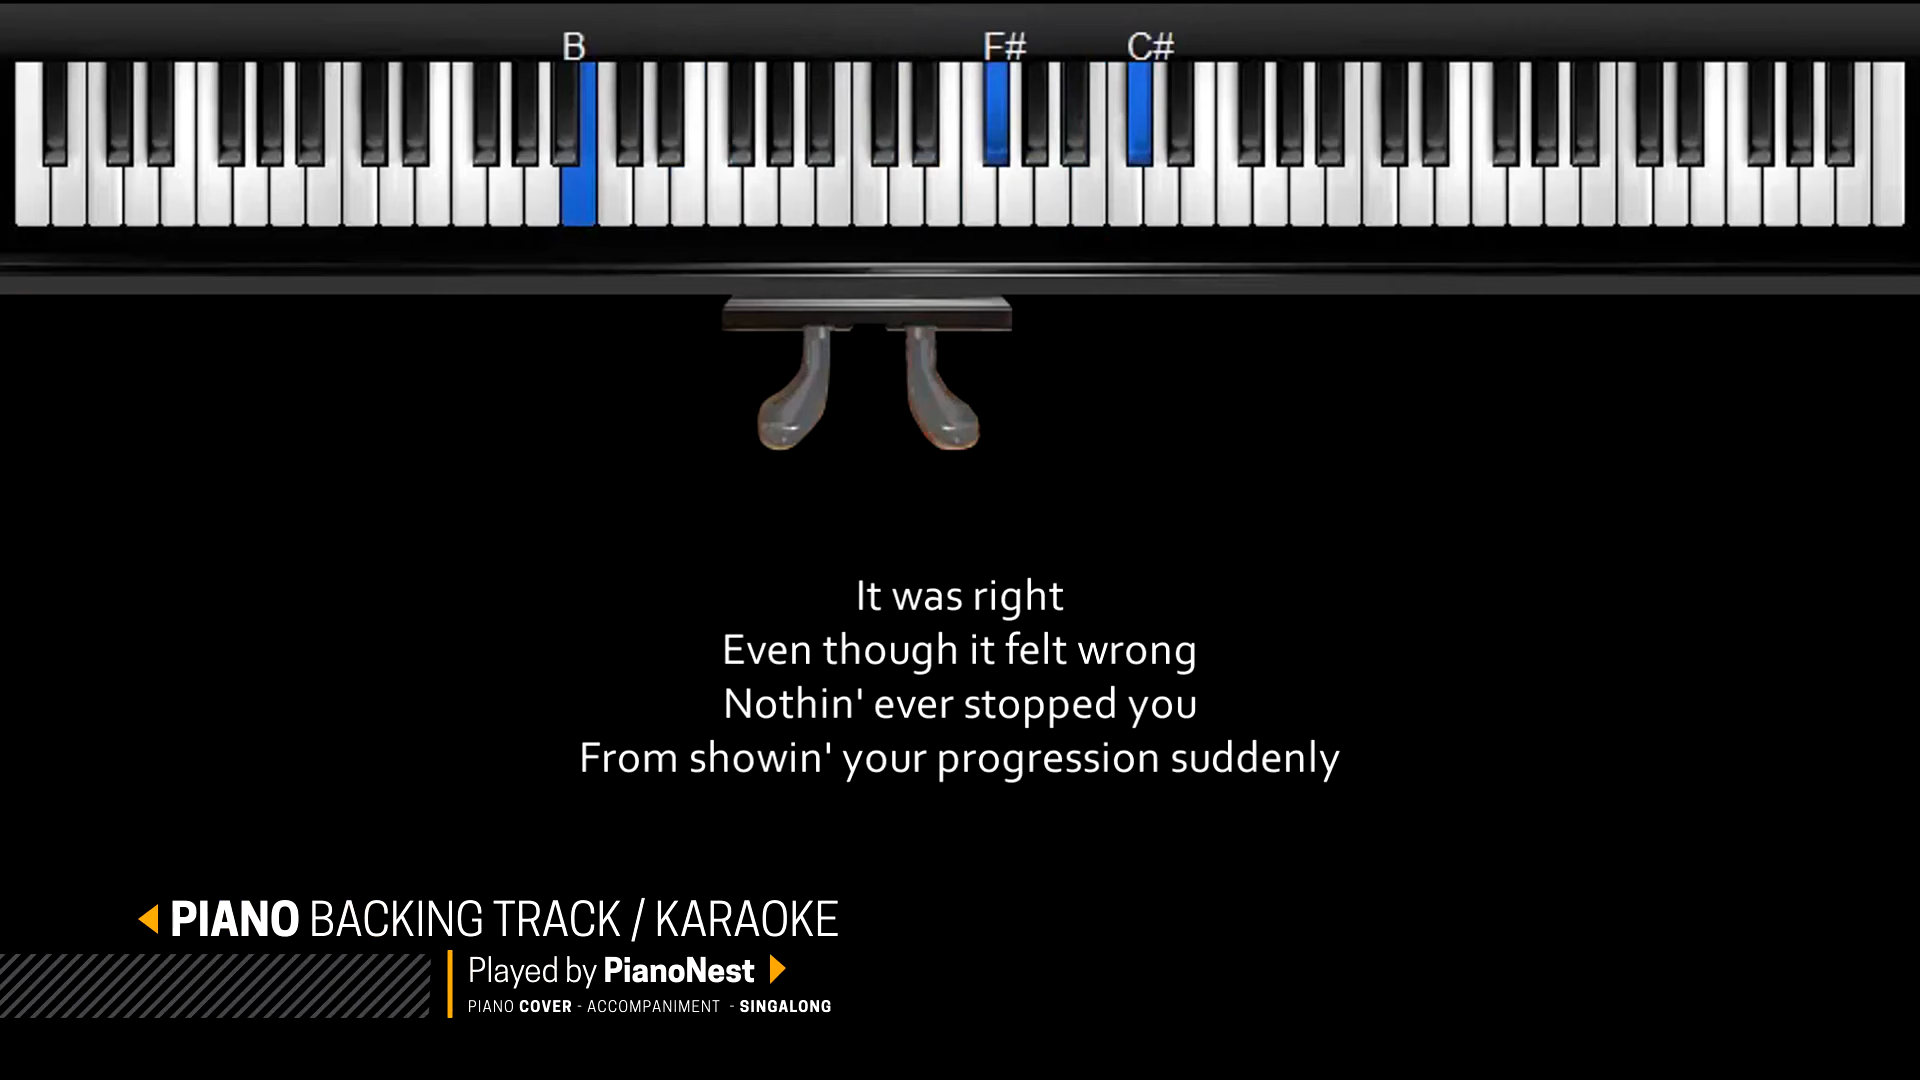 B F# C#
It was right
Even though it felt wrong
Nothin' ever stopped you
From showin' your progression suddenly
PIANO BACKING TRACK / KARAOKE
Played by PianoNest
PIANO COVER - ACCOMPANIMENT - SINGALONG